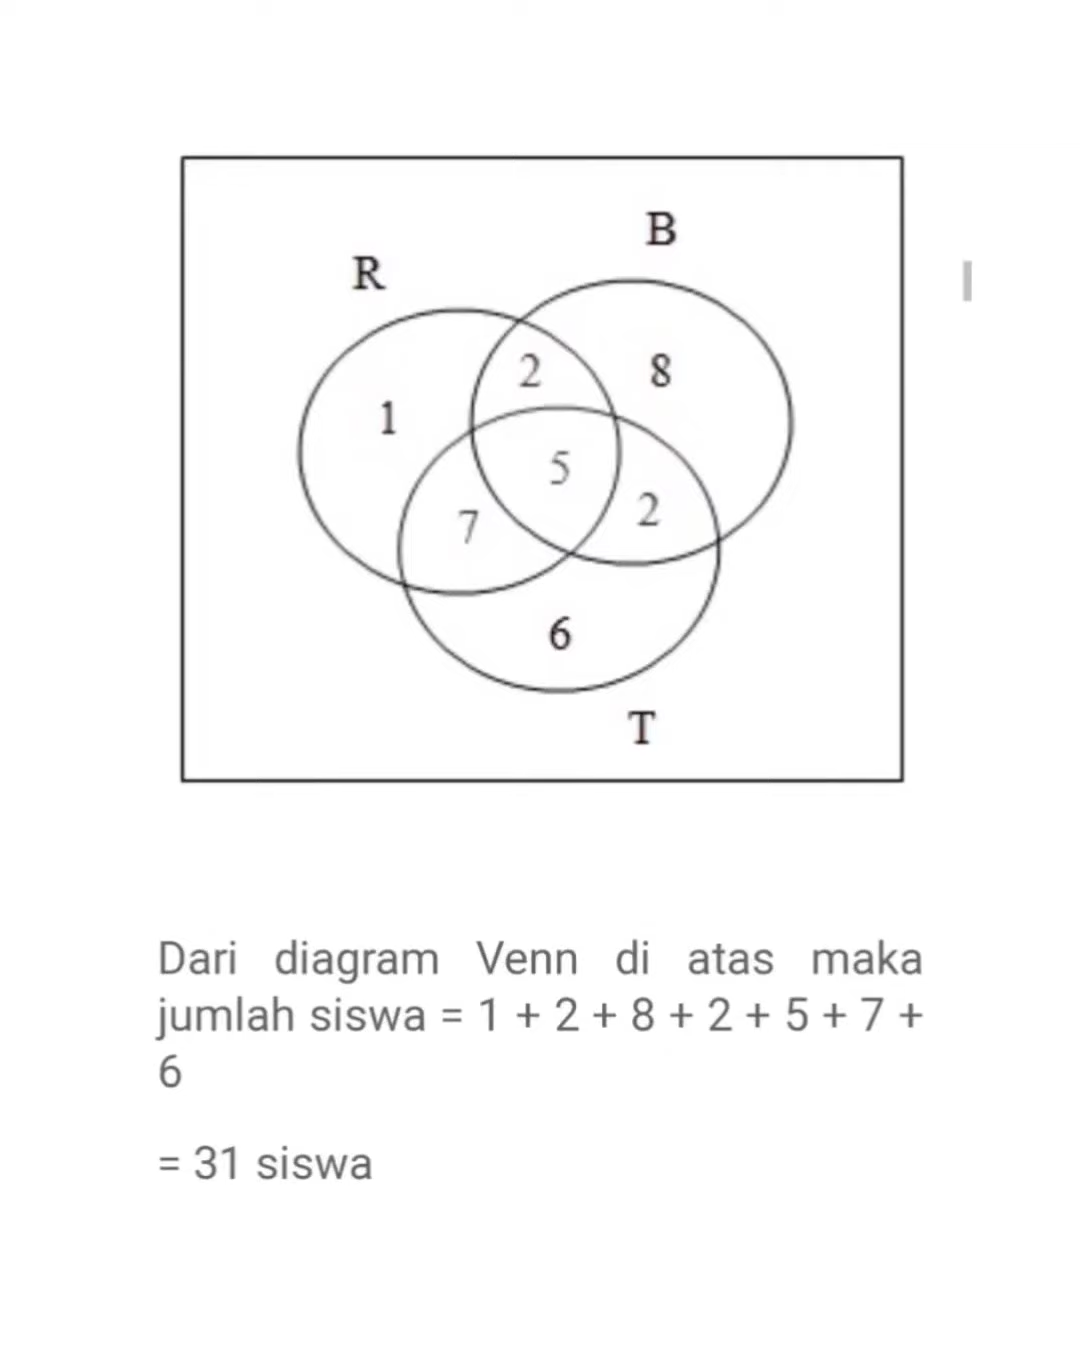 B
R
2 8
1
5
2
7
6
T
Dari diagram Venn di atas maka
jumlah siswa = 1 + 2 + 8 + 2 + 5 + 7 +
6
= 31 siswa